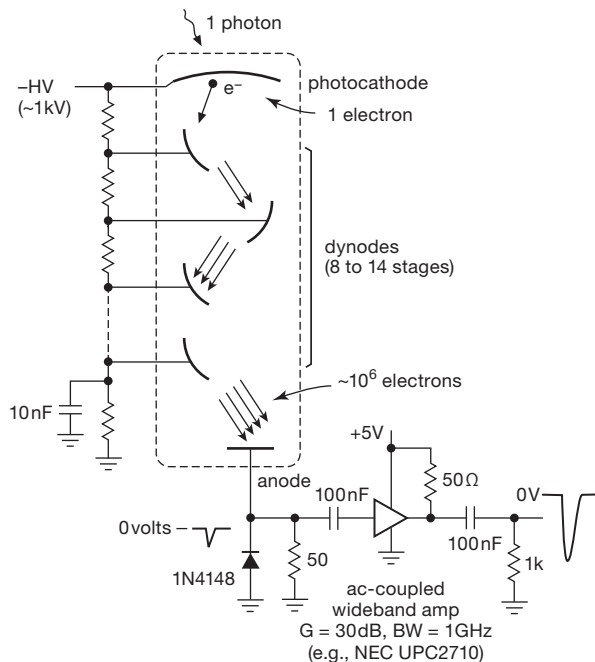 1 photon
–HV
(~1kV)
photocathode
e–
1 electron
dynodes
(8 to 14 stages)
~10⁶ electrons
10nF
+5V
anode
100nF
50Ω
0V
0volts
100nF
50
1k
1N4148
ac-coupled
wideband amp
G = 30dB, BW = 1GHz
(e.g., NEC UPC2710)